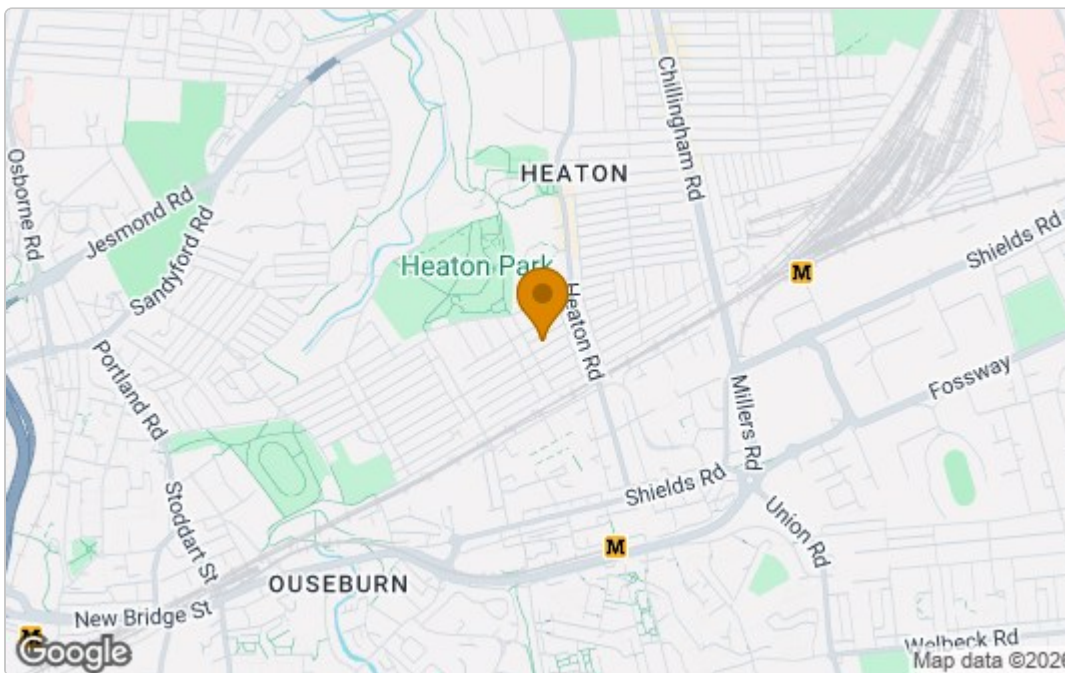 Chillingham Rd
HEATON
Osborne Rd
Jesmond Rd
Sandyford Rd
Shields Rd
M
Heaton Park
Heaton Rd
Portland Rd
Millers Rd
Fossway
Stoddart St
Shields Rd
Union Rd
M
OUSEBURN
New Bridge St
M
Welbeck Rd
Google
Map data ©2026